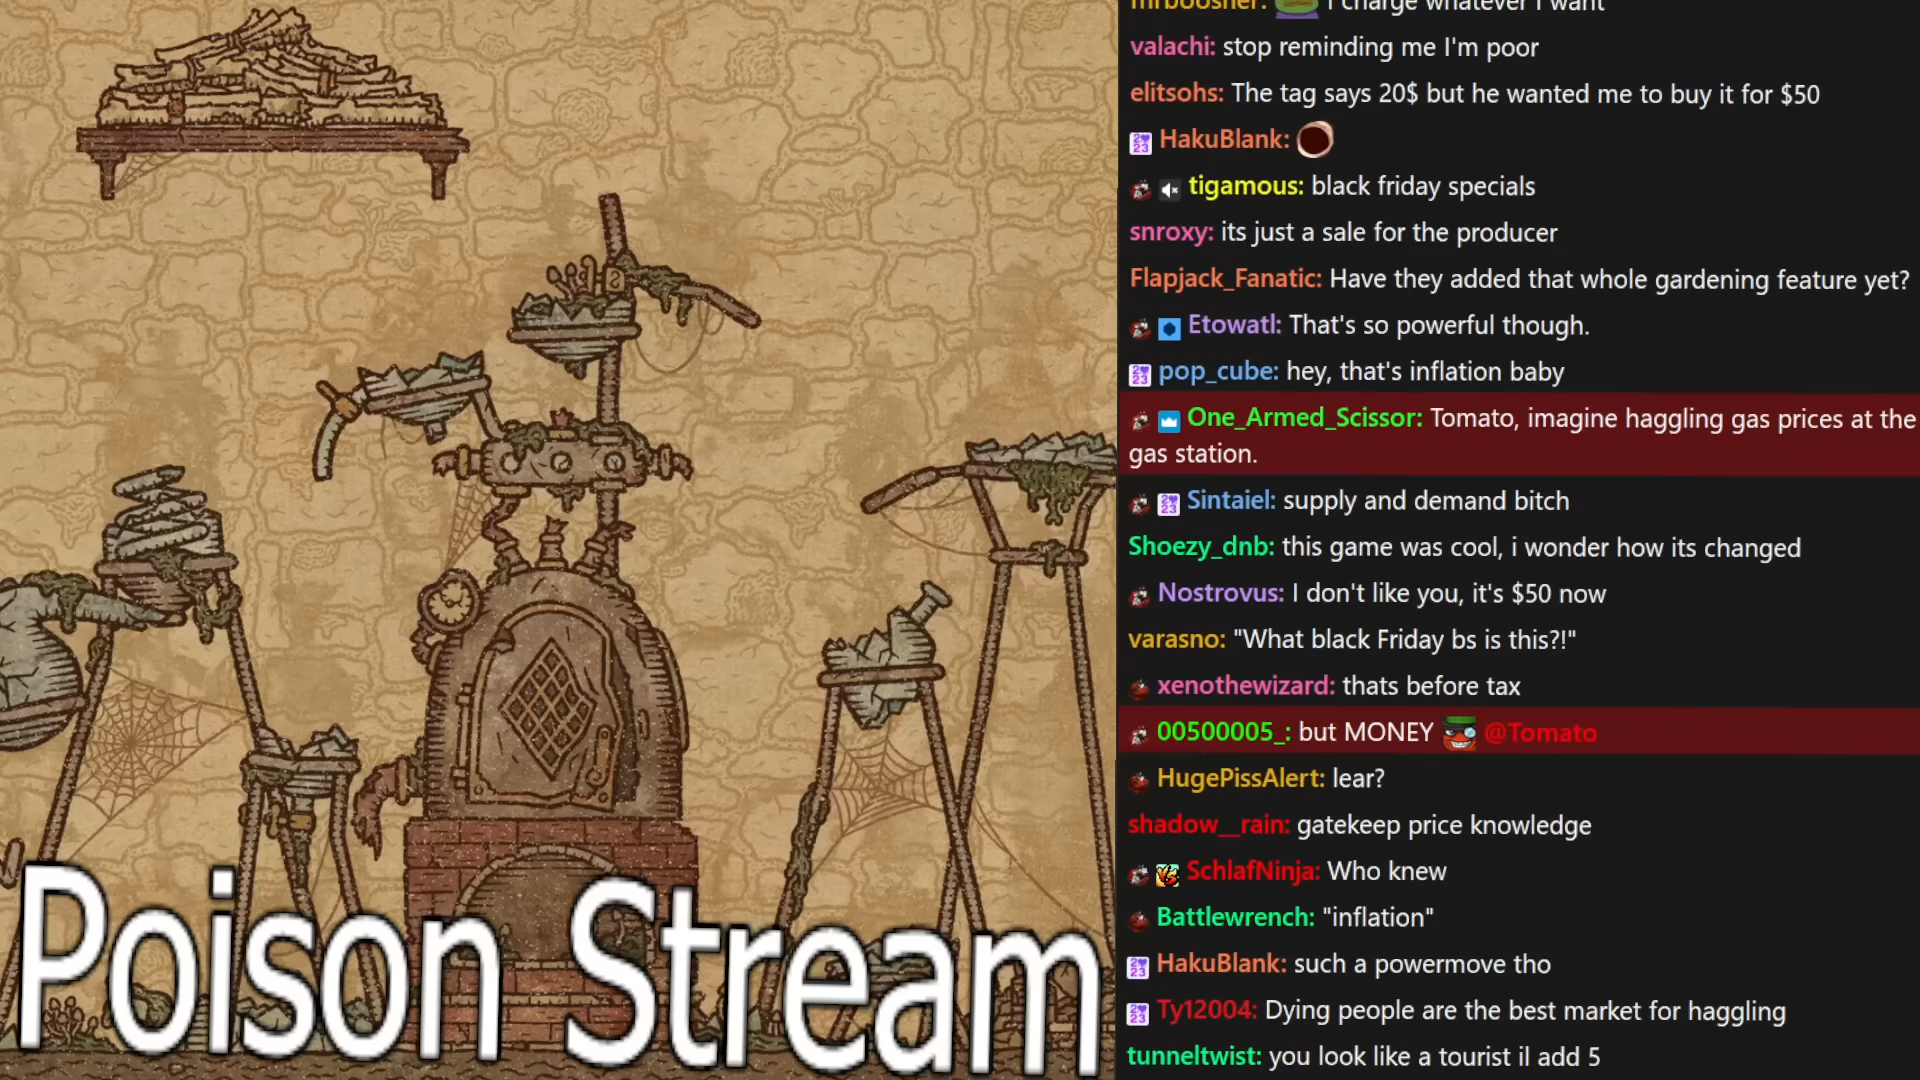 mrboosher: I charge whatever I want
valachi: stop reminding me I'm poor
elitsohs: The tag says 20$ but he wanted me to buy it for $50
HakuBlank:
tigamous: black friday specials
snroxy: its just a sale for the producer
Flapjack_Fanatic: Have they added that whole gardening feature yet?
Etowatl: That's so powerful though.
pop_cube: hey, that's inflation baby
One_Armed_Scissor: Tomato, imagine haggling gas prices at the
gas station.
Sintaiel: supply and demand bitch
Shoezy_dnb: this game was cool, i wonder how its changed
Nostrovus: I don't like you, it's $50 now
varasno: "What black Friday bs is this?!"
xenothewizard: thats before tax
00500005_: but MONEY @Tomato
HugePissAlert: lear?
shadow__rain: gatekeep price knowledge
SchlafNinja: Who knew
Battlewrench: "inflation"
HakuBlank: such a powermove tho
Ty12004: Dying people are the best market for haggling
tunneltwist: you look like a tourist il add 5
Poison Stream